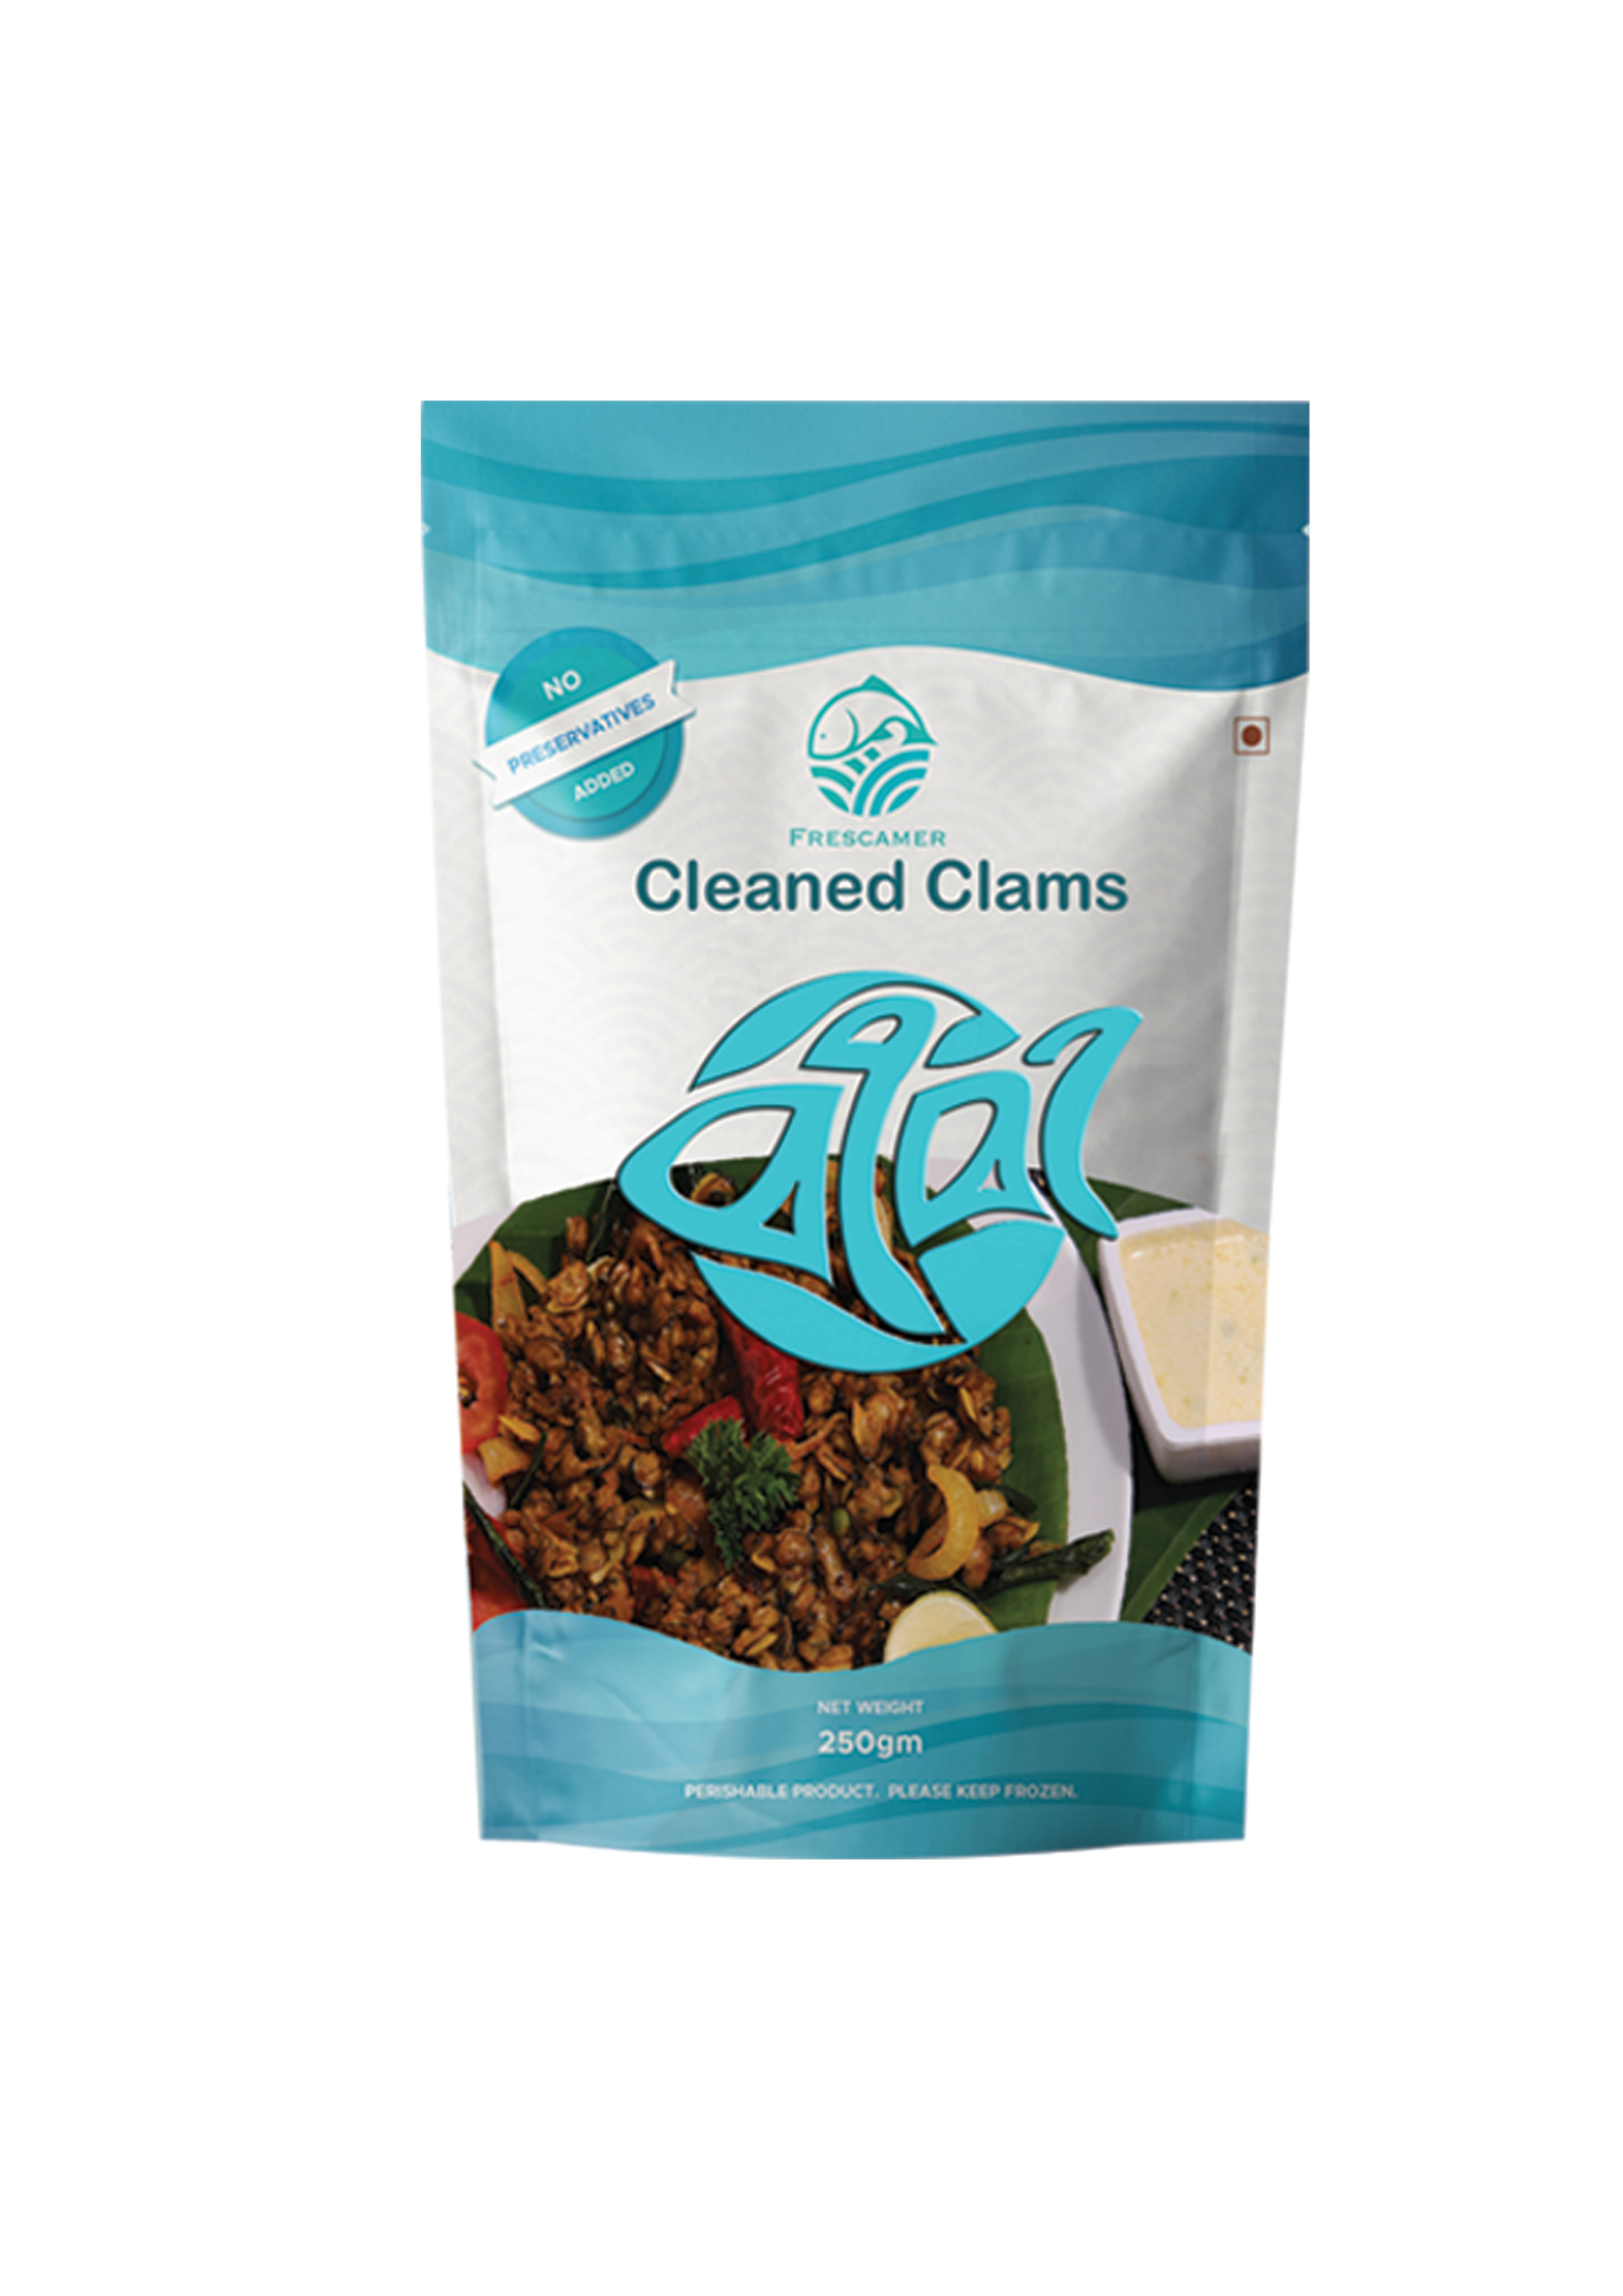 NO
PRESERVATIVES
ADDED
FRESCAMER
Cleaned Clams
NET WEIGHT
250gm
PERISHABLE PRODUCT. PLEASE KEEP FROZEN.